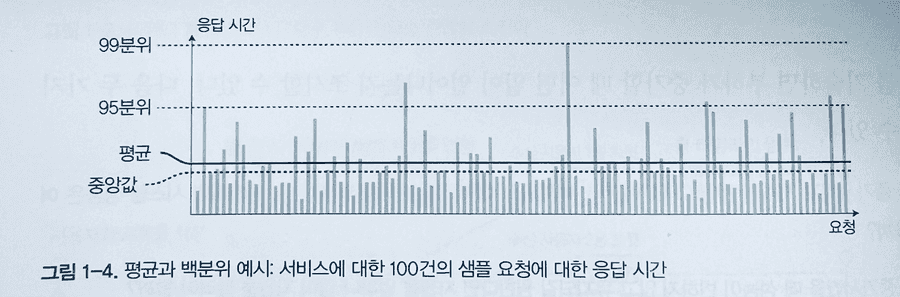 응답 시간
99분위
95분위
평균
중앙값
요청
그림 1-4. 평균과 백분위 예시: 서비스에 대한 100건의 샘플 요청에 대한 응답 시간